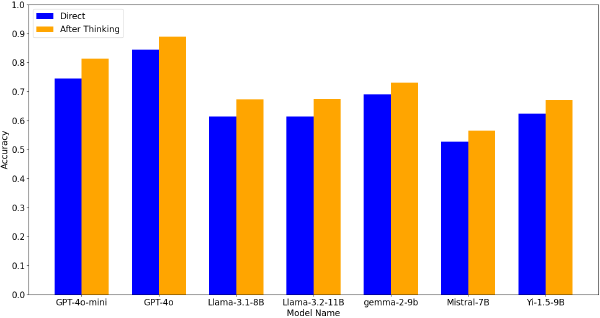 1.0
0.9
0.8
0.7
0.6
0.5
0.4
0.3
0.2
0.1
0.0
Accuracy
Direct
After Thinking
GPT-4o-mini GPT-4o Llama-3.1-8B Llama-3.2-11B gemma-2-9b Mistral-7B Yi-1.5-9B
Model Name